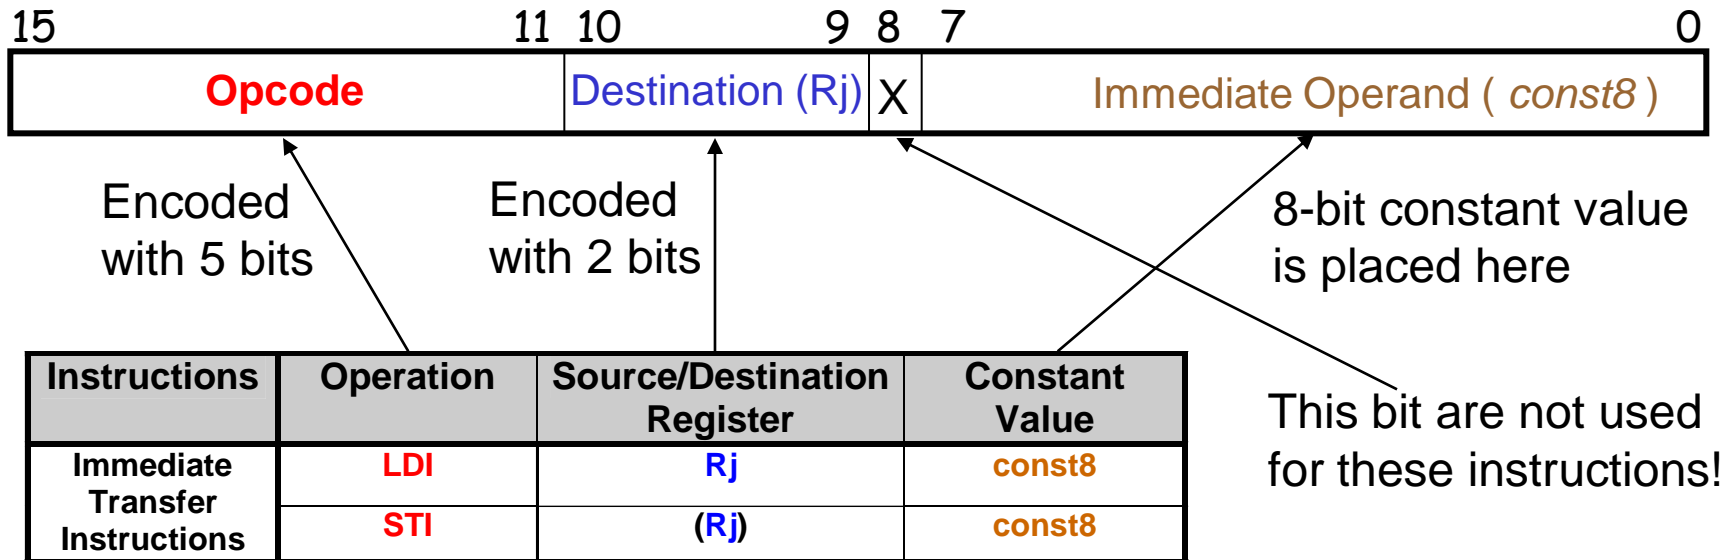 15 11 10 9 8 7 0
Opcode Destination (Rj) X Immediate Operand ( const8 )
Encoded
with 5 bits
Encoded
with 2 bits
8-bit constant value
is placed here
Instructions Operation Source/Destination Register Constant Value
Immediate Transfer Instructions LDI Rj const8
STI (Rj) const8
This bit are not used
for these instructions!